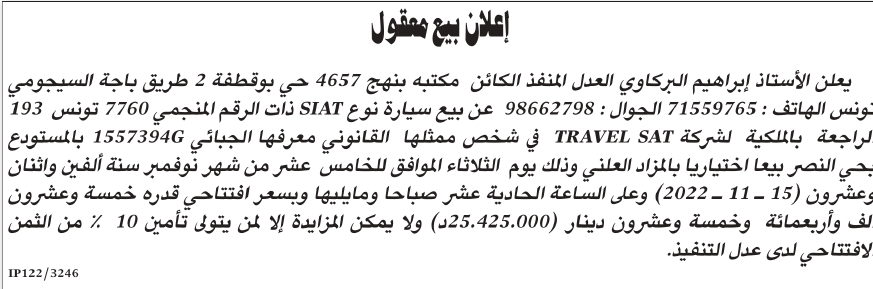 إعلان بيع معقول
يعلن الأستاذ إبراهيم البركاوي العدل المنفذ الكائن مكتبه بنهج 4657 حي بوقطفة 2 طريق باجة السيجومي
تونس الهاتف : 71559765 الجوال : 98662798 عن بيع سيارة نوع SIAT ذات الرقم المنجمي 7760 تونس 193
الراجعة بالملكية لشركة TRAVEL SAT في شخص ممثلها القانوني معرفها الجبائي 1557394G بالمستودع
بحي النصر بيعا اختياريا بالمزاد العلني وذلك يوم الثلاثاء الموافق للخامس عشر من شهر نوفمبر سنة ألفين واثنان
وعشرون (15 ــ 11 ــ 2022) وعلى الساعة الحادية عشر صباحا ومايليها وبسعر افتتاحي قدره خمسة وعشرون
ألف وأربعمائة وخمسة وعشرون دينار (25.425.000د) ولا يمكن المزايدة إلا لمن يتولى تأمين 10 ٪ من الثمن
الافتتاحي لدى عدل التنفيذ.
IP122/3246